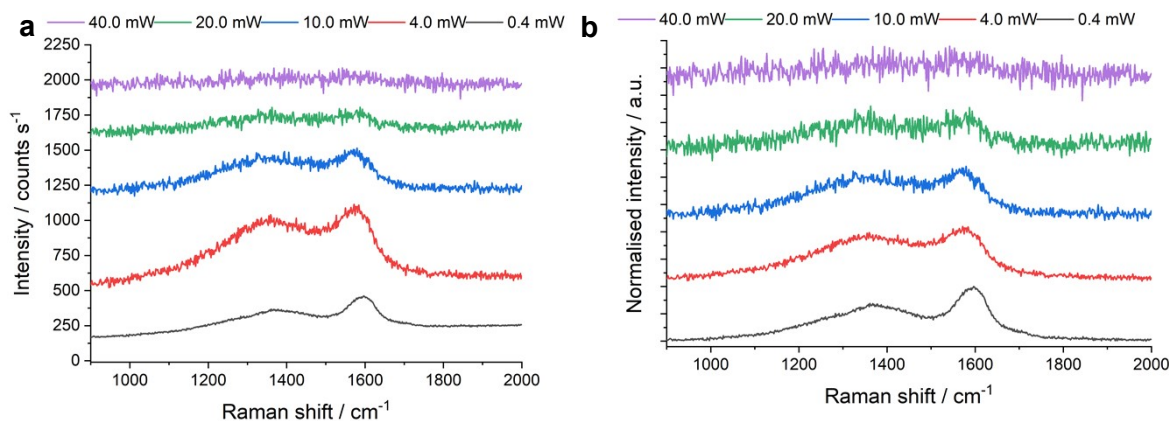 a
40.0 mW 20.0 mW 10.0 mW 4.0 mW 0.4 mW
2250
2000
1750
1500
1250
1000
750
500
250
0
Intensity / counts s-1
1000 1200 1400 1600 1800 2000
Raman shift / cm-1
b
40.0 mW 20.0 mW 10.0 mW 4.0 mW 0.4 mW
Normalised intensity / a.u.
1000 1200 1400 1600 1800 2000
Raman shift / cm-1